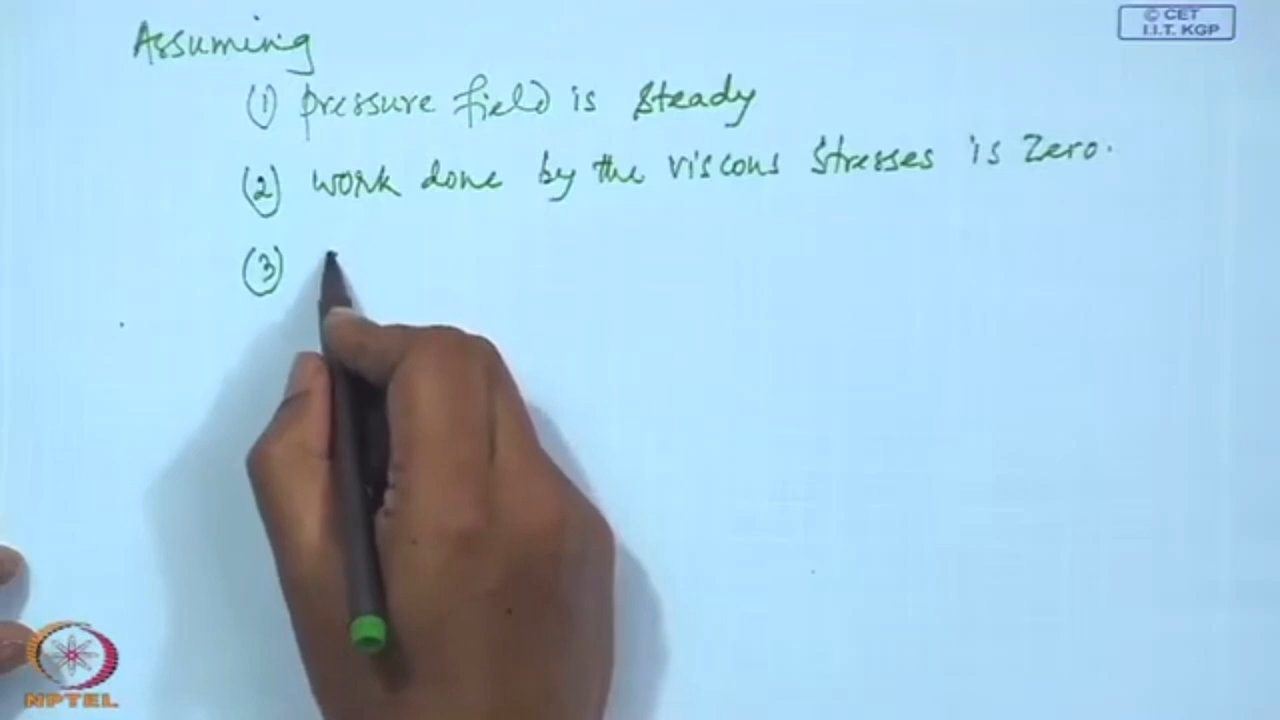 © CET
I.I.T. KGP
Assuming
(1) pressure field is steady
(2) work done by the viscous stresses is zero.
(3)
NPTEL